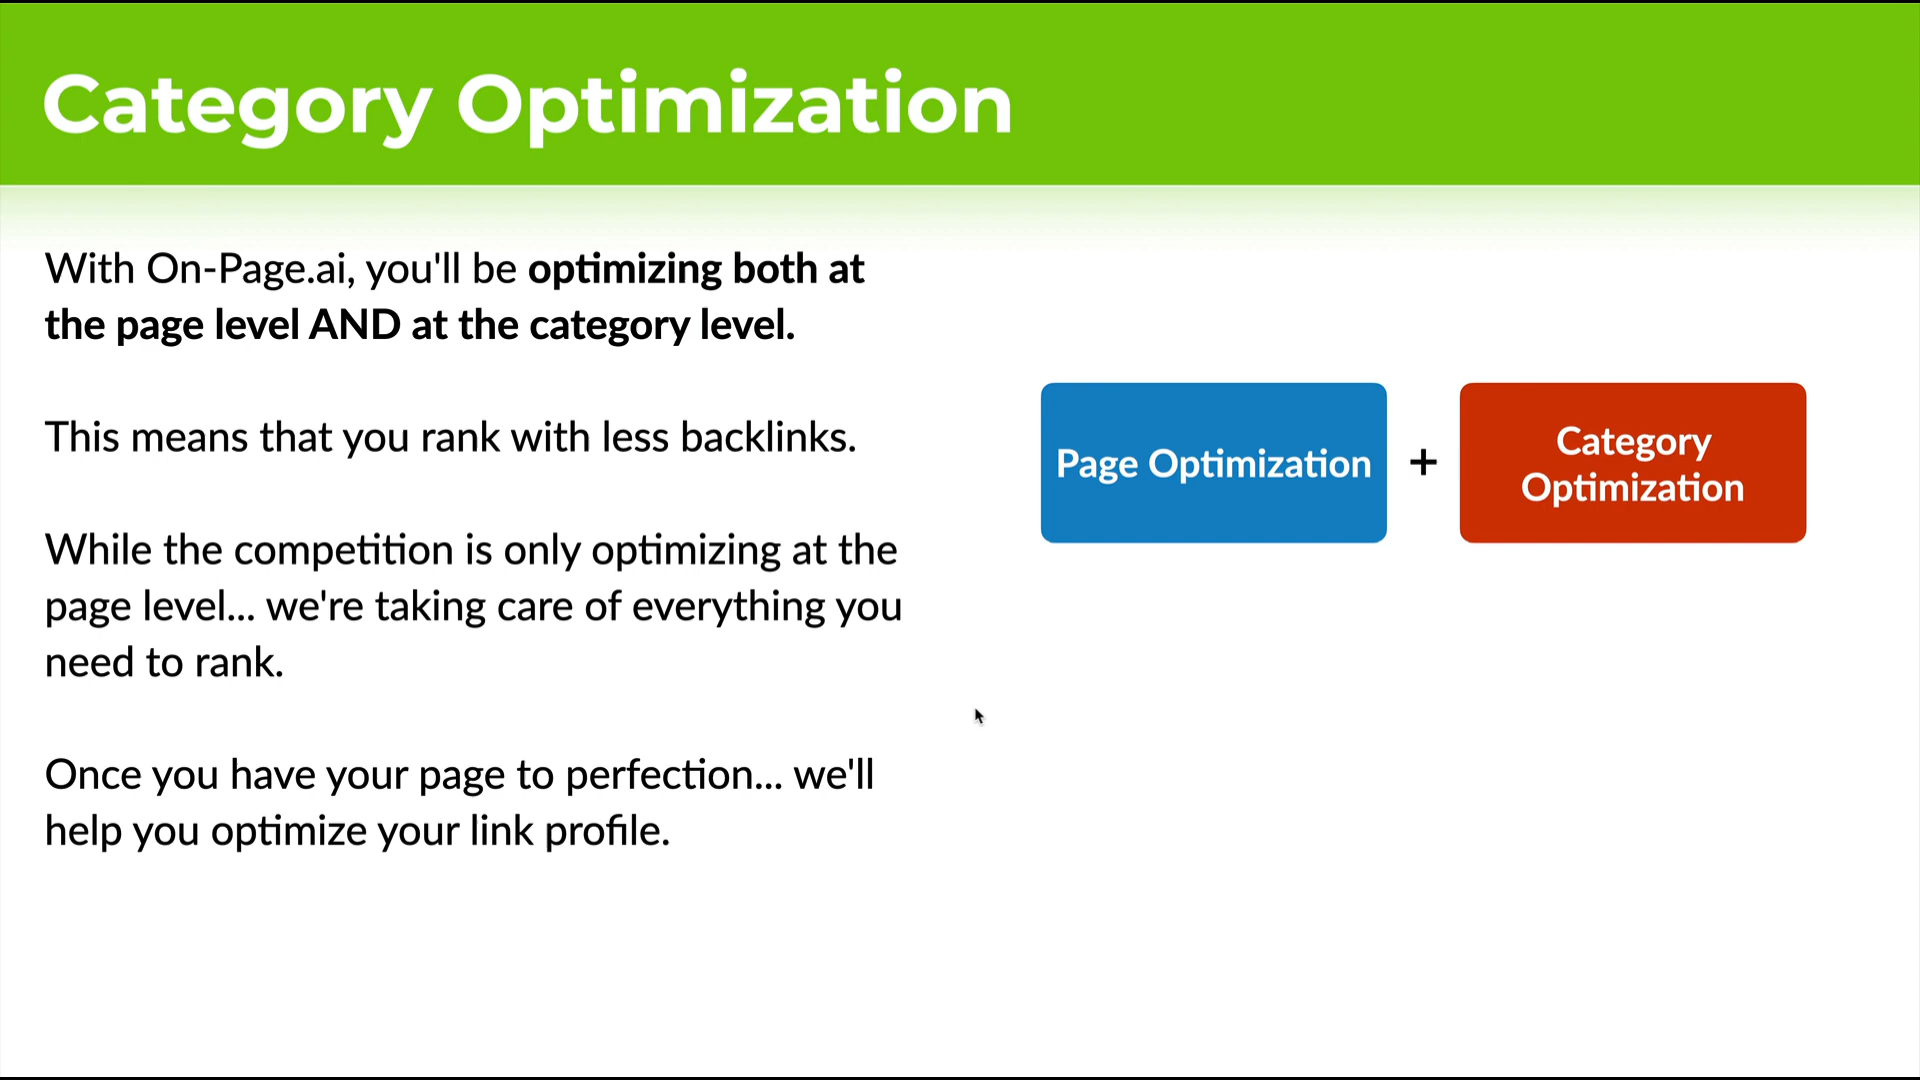 Category Optimization
With On-Page.ai, you'll be optimizing both at
the page level AND at the category level.
This means that you rank with less backlinks.
While the competition is only optimizing at the
page level... we're taking care of everything you
need to rank.
Once you have your page to perfection... we'll
help you optimize your link profile.
Page Optimization
+
Category
Optimization